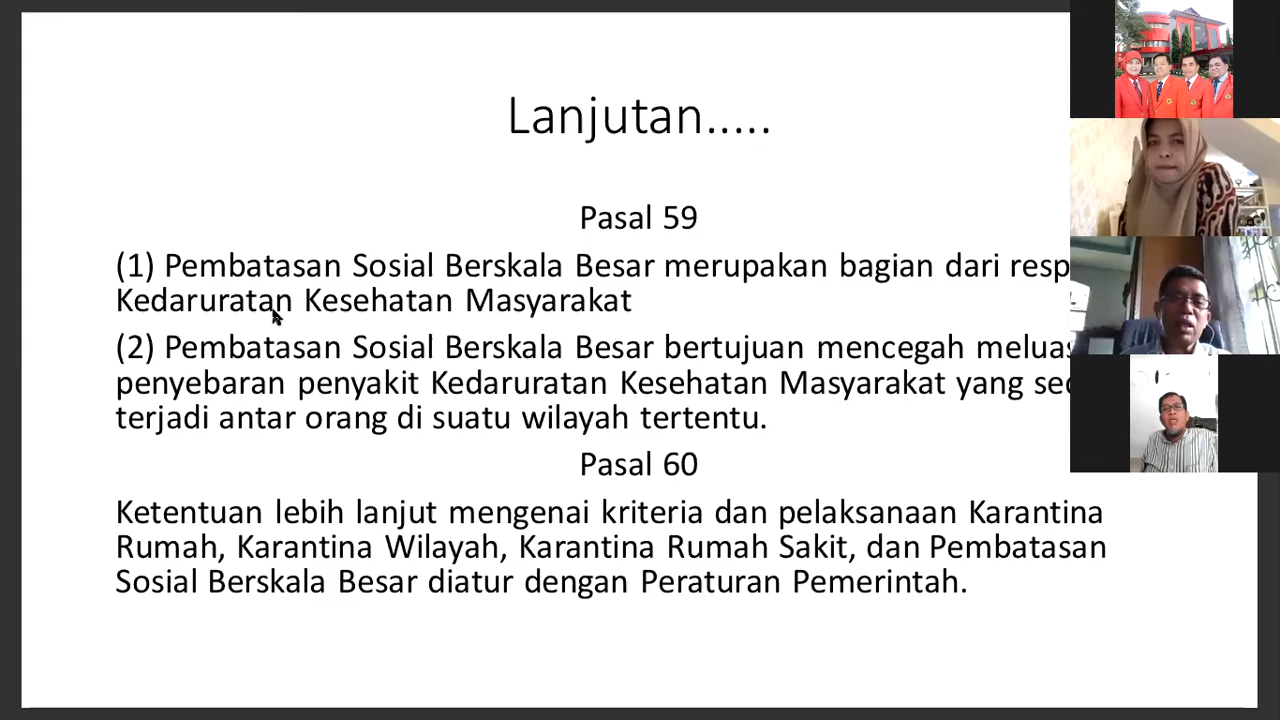 Lanjutan.....
Pasal 59
(1) Pembatasan Sosial Berskala Besar merupakan bagian dari
Kedaruratan Kesehatan Masyarakat
(2) Pembatasan Sosial Berskala Besar bertujuan mencegah
penyebaran penyakit Kedaruratan Kesehatan Masyarakat yang
terjadi antar orang di suatu wilayah tertentu.
Pasal 60
Ketentuan lebih lanjut mengenai kriteria dan pelaksanaan Karantina
Rumah, Karantina Wilayah, Karantina Rumah Sakit, dan Pembatasan
Sosial Berskala Besar diatur dengan Peraturan Pemerintah.